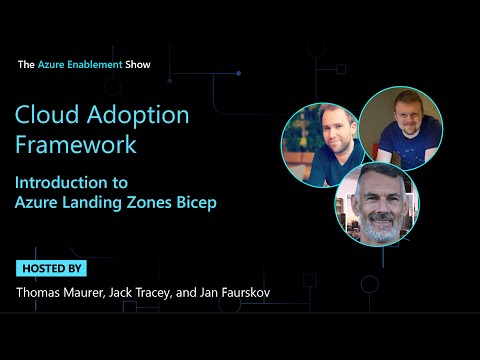 The Azure Enablement Show
Cloud Adoption
Framework
Introduction to
Azure Landing Zones Bicep
HOSTED BY
Thomas Maurer, Jack Tracey, and Jan Faurskov